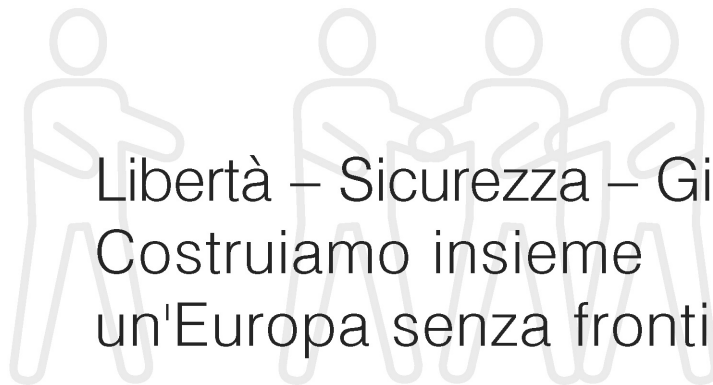 Libertà – Sicurezza – Gi
Costruiamo insieme
un'Europa senza fronti